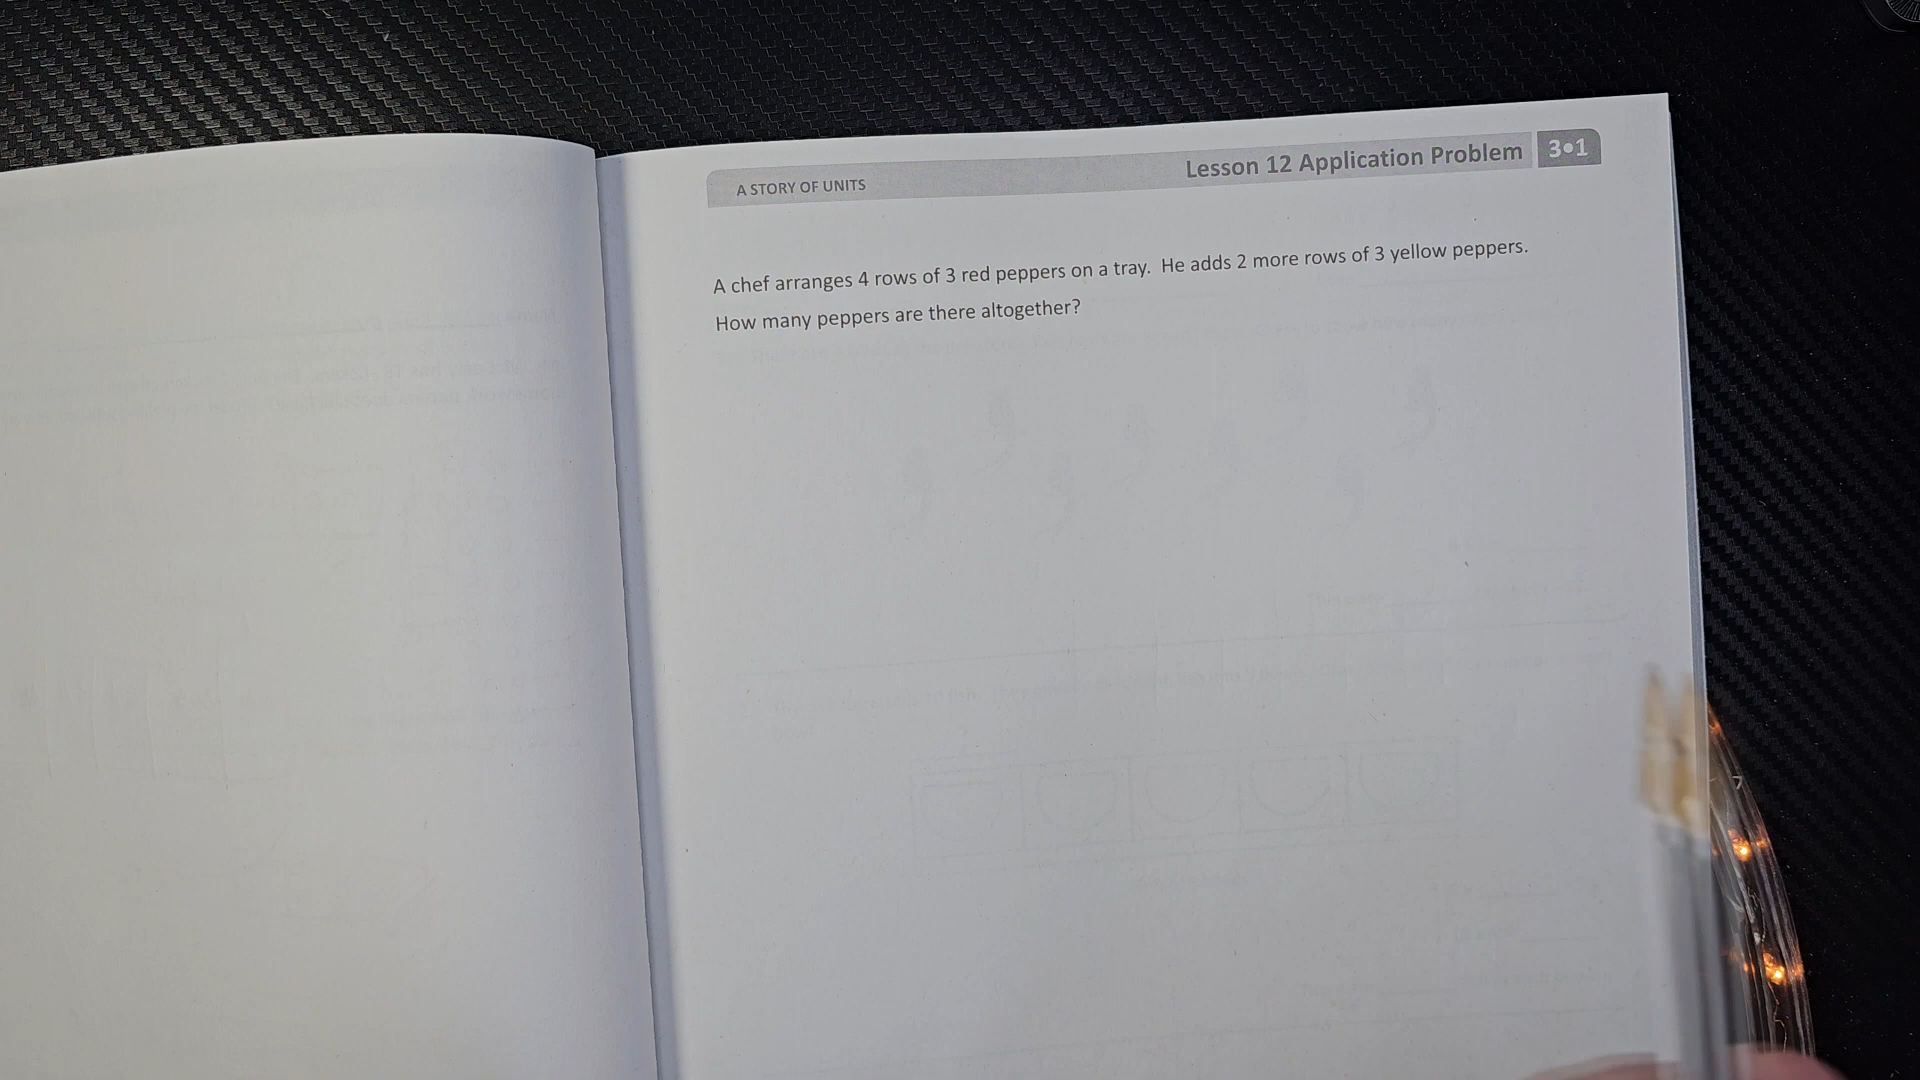 A STORY OF UNITS
Lesson 12 Application Problem
3•1
A chef arranges 4 rows of 3 red peppers on a tray. He adds 2 more rows of 3 yellow peppers.
How many peppers are there altogether?